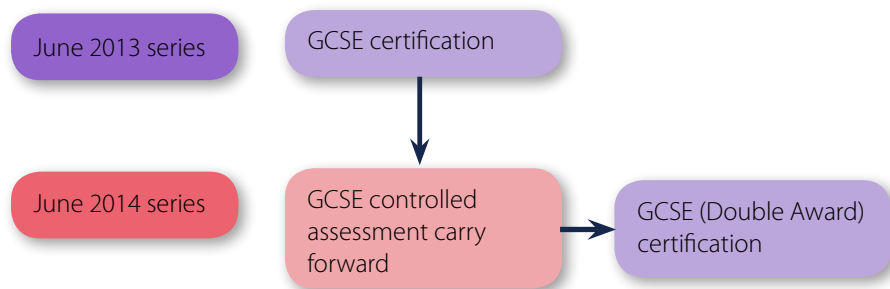 June 2013 series
GCSE certification
June 2014 series
GCSE controlled
assessment carry
forward
GCSE (Double Award)
certification